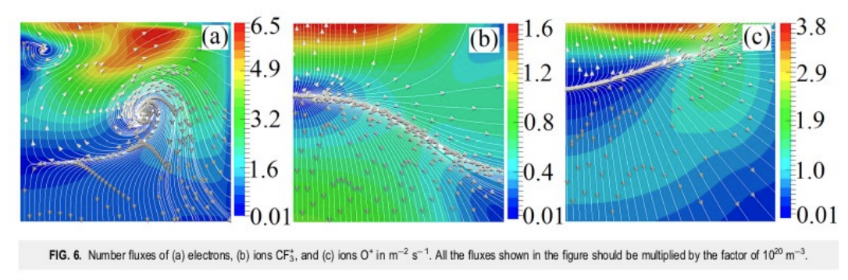 (a) 6.5 4.9 3.2 1.6 0.01
(b) 1.6 1.2 0.8 0.4 0.01
(c) 3.8 2.9 1.9 1.0 0.01
FIG. 6. Number fluxes of (a) electrons, (b) ions CF₃⁺, and (c) ions O⁺ in m⁻² s⁻¹. All the fluxes shown in the figure should be multiplied by the factor of 10²⁰ m⁻³.